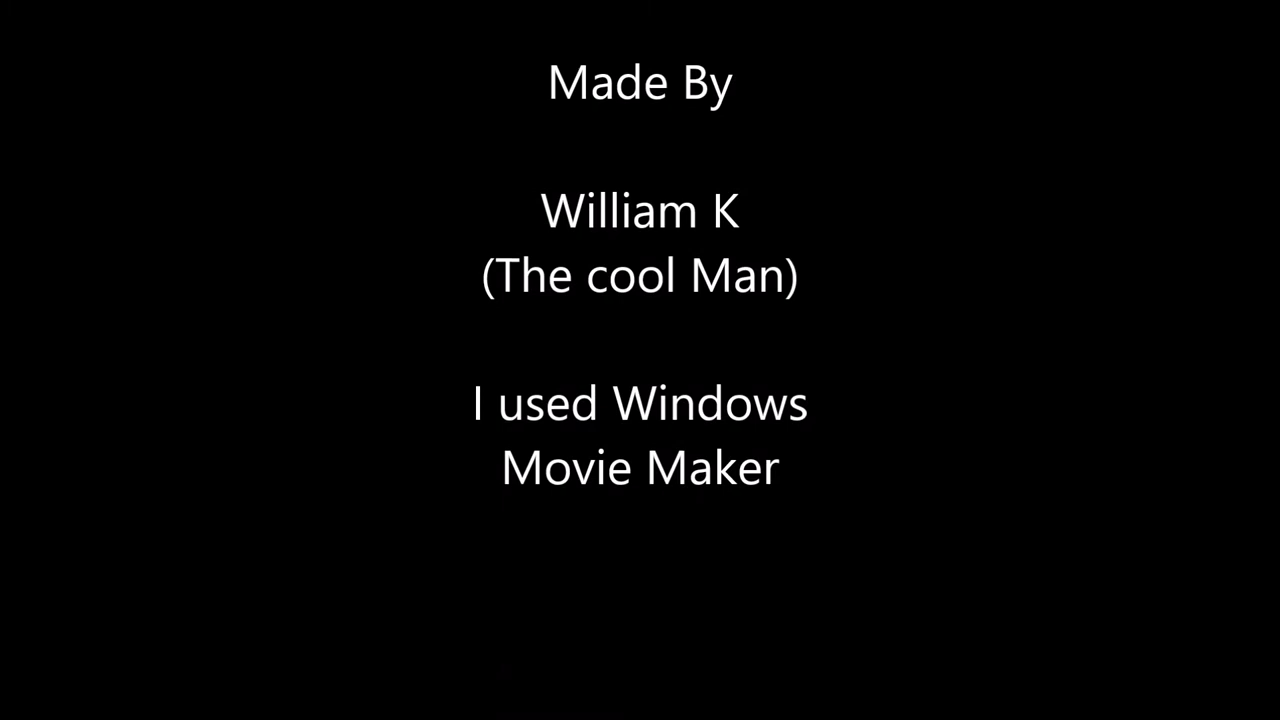 Made By
William K
(The cool Man)
I used Windows
Movie Maker